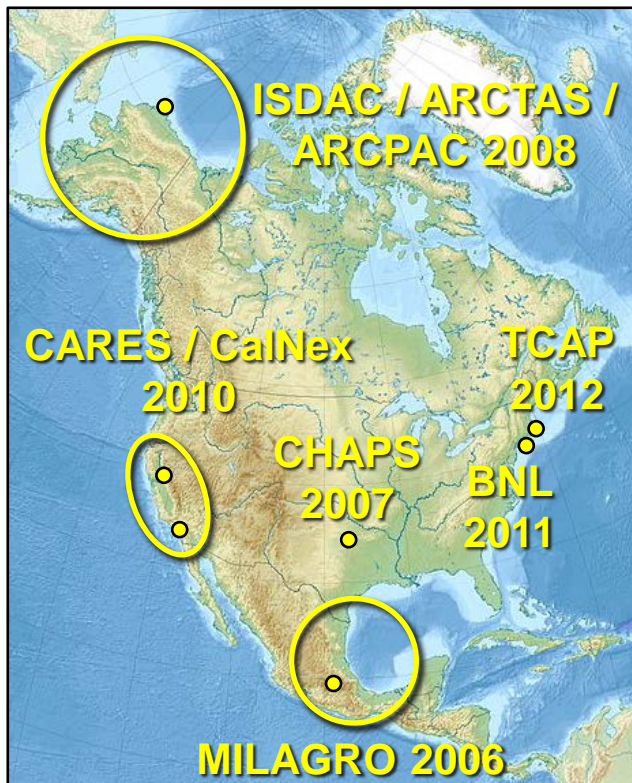 ISDAC / ARCTAS /
ARCPAC 2008
CARES / CalNex
2010
TCAP
2012
CHAPS
2007
BNL
2011
MILAGRO 2006